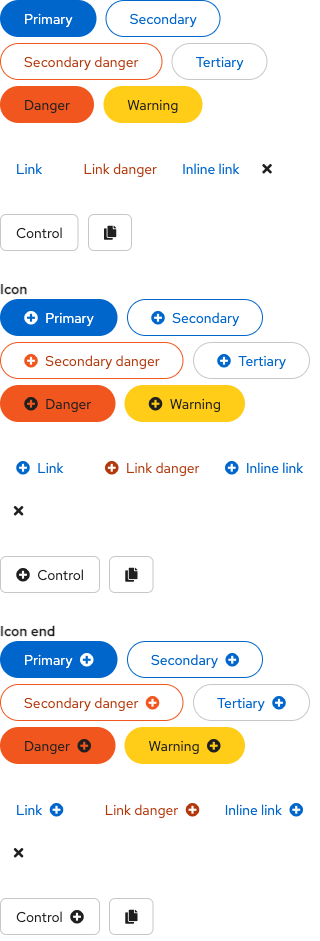 Primary Secondary
Secondary danger Tertiary
Danger Warning
Link Link danger Inline link
Control
Icon
Primary Secondary
Secondary danger Tertiary
Danger Warning
Link Link danger Inline link
Control
Icon end
Primary Secondary
Secondary danger Tertiary
Danger Warning
Link Link danger Inline link
Control